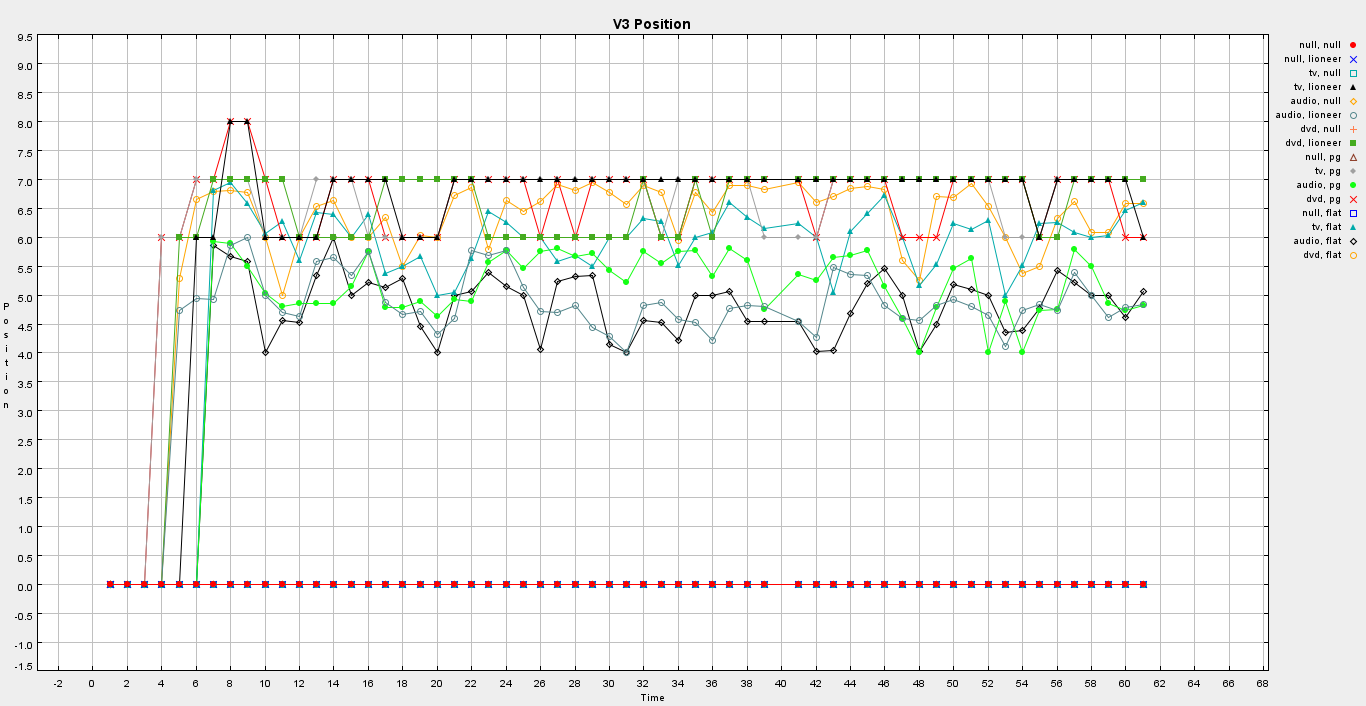 V3 Position
9.5
9.0
8.5
8.0
7.5
7.0
6.5
6.0
5.5
5.0
4.5
4.0
3.5
3.0
2.5
2.0
1.5
1.0
0.5
0.0
-0.5
-1.0
-1.5
Position
-2 0 2 4 6 8 10 12 14 16 18 20 22 24 26 28 30 32 34 36 38 40 42 44 46 48 50 52 54 56 58 60 62 64 66 68
Time
null, null
null, lioneer
tv, null
tv, lioneer
audio, null
audio, lioneer
dvd, null
dvd, lioneer
null, pg
tv, pg
audio, pg
dvd, pg
null, flat
tv, flat
audio, flat
dvd, flat